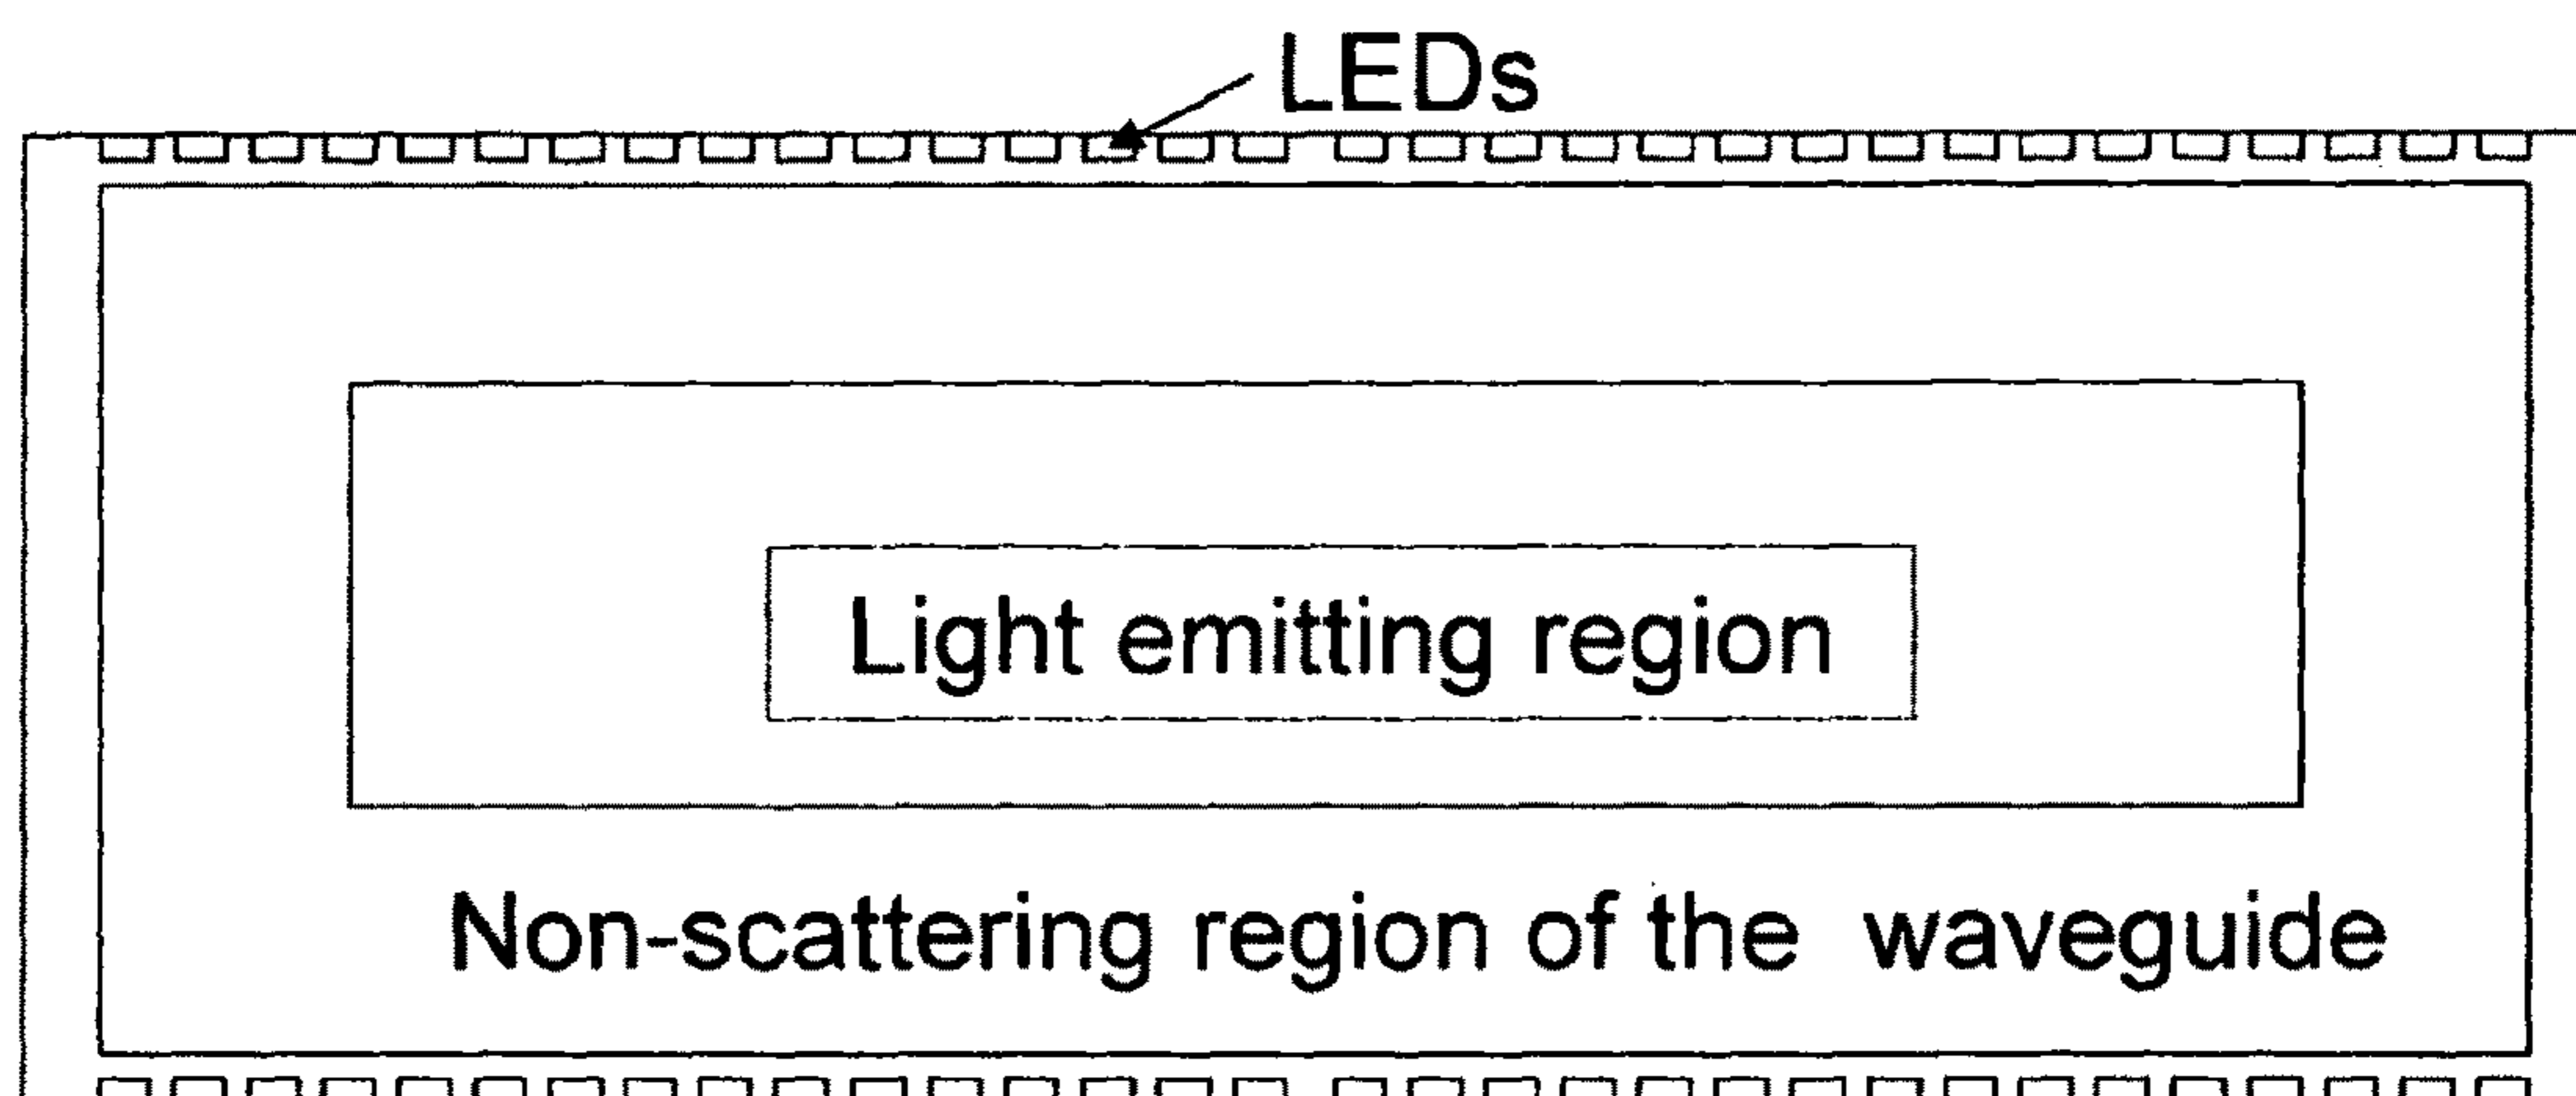 LEDs
Light emitting region
Non-scattering region of the waveguide